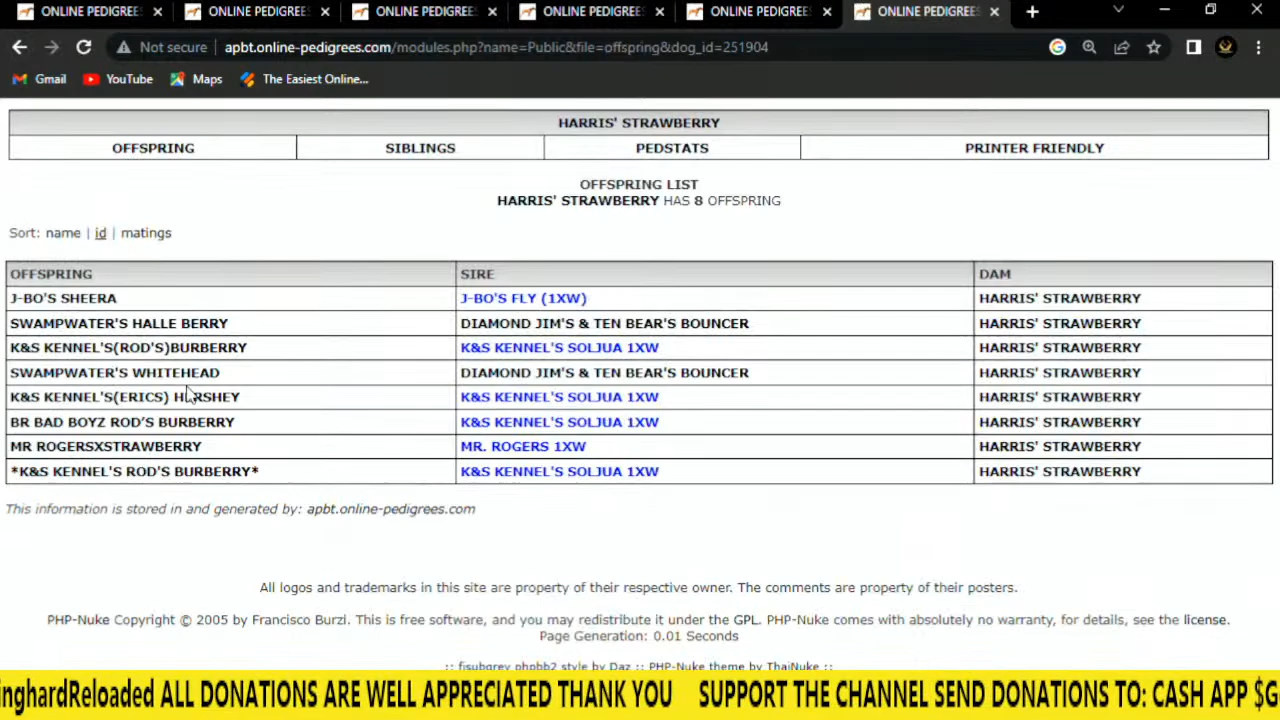 ONLINE PEDIGREES ONLINE PEDIGREES ONLINE PEDIGREES ONLINE PEDIGREES ONLINE PEDIGREES ONLINE PEDIGREES
Not secure apbt.online-pedigrees.com/modules.php?name=Public&file=offspring&dog_id=251904
Gmail YouTube Maps The Easiest Online...
HARRIS' STRAWBERRY
OFFSPRING SIBLINGS PEDSTATS PRINTER FRIENDLY
OFFSPRING LIST
HARRIS' STRAWBERRY HAS 8 OFFSPRING
Sort: name | id | matings
OFFSPRING SIRE DAM
J-BO'S SHEERA J-BO'S FLY (1XW) HARRIS' STRAWBERRY
SWAMPWATER'S HALLE BERRY DIAMOND JIM'S & TEN BEAR'S BOUNCER HARRIS' STRAWBERRY
K&S KENNEL'S(ROD'S)BURBERRY K&S KENNEL'S SOLJUA 1XW HARRIS' STRAWBERRY
SWAMPWATER'S WHITEHEAD DIAMOND JIM'S & TEN BEAR'S BOUNCER HARRIS' STRAWBERRY
K&S KENNEL'S(ERICS) HERSHEY K&S KENNEL'S SOLJUA 1XW HARRIS' STRAWBERRY
BR BAD BOYZ ROD'S BURBERRY K&S KENNEL'S SOLJUA 1XW HARRIS' STRAWBERRY
MR ROGERSXSTRAWBERRY MR. ROGERS 1XW HARRIS' STRAWBERRY
*K&S KENNEL'S ROD'S BURBERRY* K&S KENNEL'S SOLJUA 1XW HARRIS' STRAWBERRY
This information is stored in and generated by: apbt.online-pedigrees.com
All logos and trademarks in this site are property of their respective owner. The comments are property of their posters.
PHP-Nuke Copyright © 2005 by Francisco Burzi. This is free software, and you may redistribute it under the GPL. PHP-Nuke comes with absolutely no warranty, for details, see the license.
Page Generation: 0.01 Seconds
:: fisubgrey phpbb2 style by Daz :: PHP-Nuke theme by ThaiNuke ::
inghardReloaded ALL DONATIONS ARE WELL APPRECIATED THANK YOU SUPPORT THE CHANNEL SEND DONATIONS TO: CASH APP $G